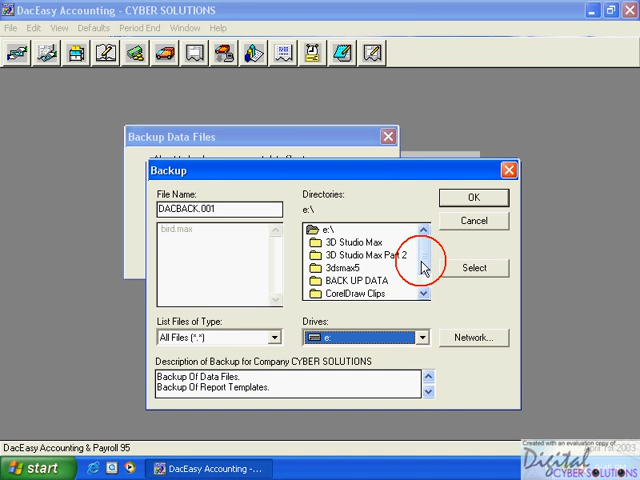 DacEasy Accounting - CYBER SOLUTIONS
File Edit View Defaults Period End Window Help
Backup Data Files
Backup
File Name:
DACBACK.001
bird.max
Directories:
e:\
e:\
3D Studio Max
3D Studio Max Part 2
3dsmax5
BACK UP DATA
CorelDraw Clips
OK
Cancel
Select
List Files of Type:
All Files (*.*)
Drives:
e:
Network...
Description of Backup for Company CYBER SOLUTIONS
Backup Of Data Files.
Backup Of Report Templates.
DacEasy Accounting & Payroll 95
Created with an evaluation copy of
Digital
CYBER SOLUTIONS
start
DacEasy Accounting -...